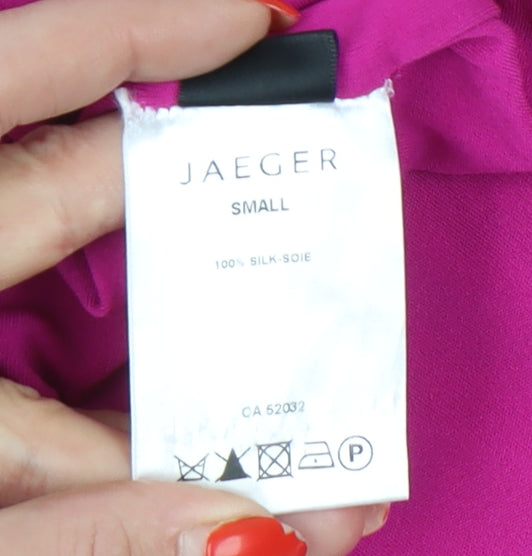 JAEGER
SMALL
100% SILK-SOIE
CA 52032
P